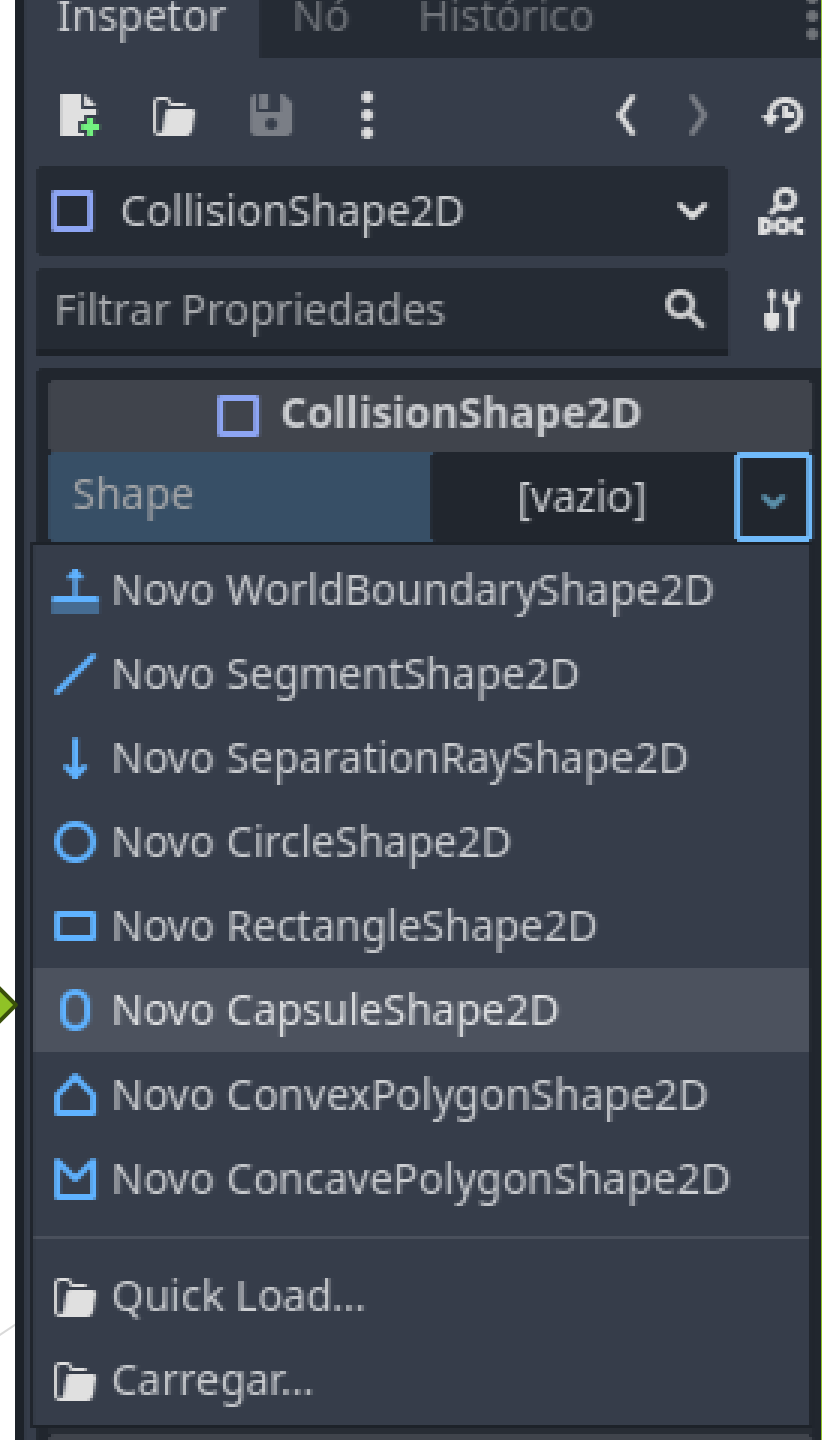 Inspetor Nó Histórico
CollisionShape2D
DOC
Filtrar Propriedades
CollisionShape2D
Shape [vazio]
Novo WorldBoundaryShape2D
Novo SegmentShape2D
Novo SeparationRayShape2D
Novo CircleShape2D
Novo RectangleShape2D
Novo CapsuleShape2D
Novo ConvexPolygonShape2D
Novo ConcavePolygonShape2D
Quick Load...
Carregar...